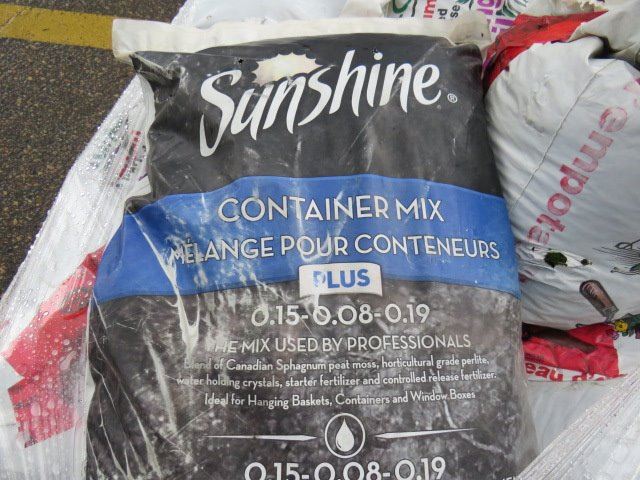 Sunshine®
CONTAINER MIX
MÉLANGE POUR CONTENEURS
PLUS
0.15-0.08-0.19
THE MIX USED BY PROFESSIONALS
Blend of Canadian Sphagnum peat moss, horticultural grade perlite,
water holding crystals, starter fertilizer and controlled release fertilizer.
Ideal for Hanging Baskets, Containers and Window Boxes
0.15-0.08-0.19